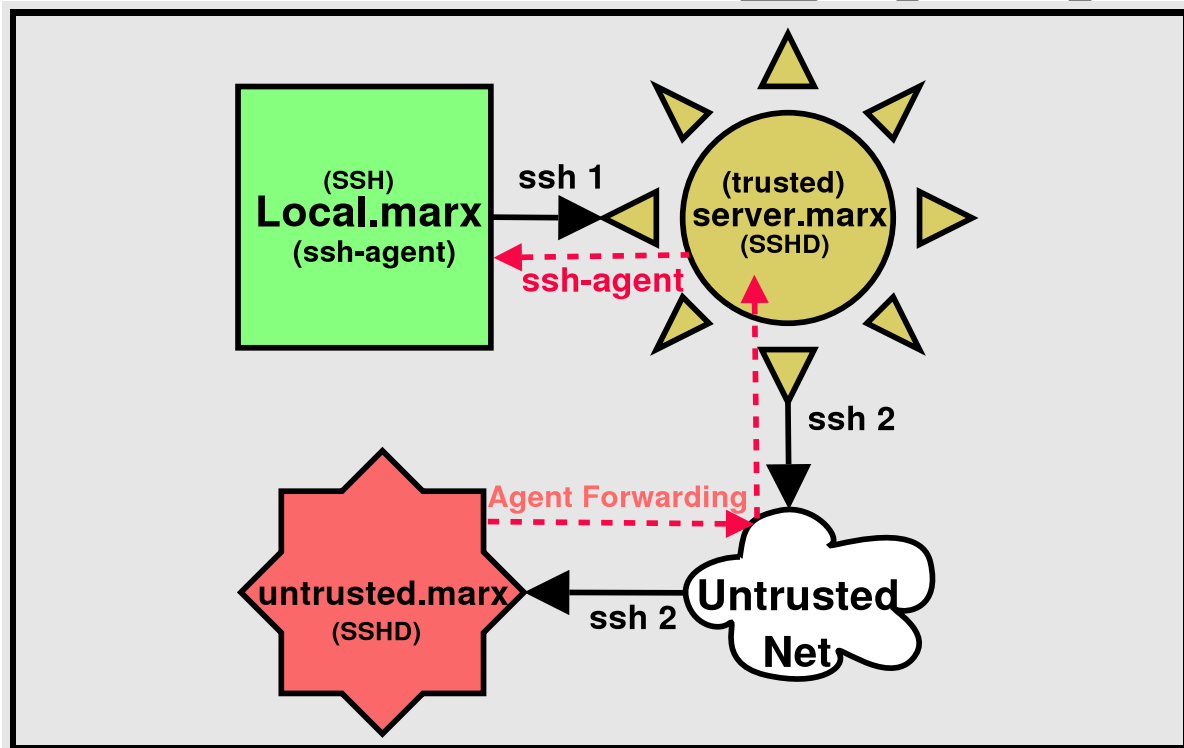 (SSH)
Local.marx
(ssh-agent)
ssh 1
(trusted)
server.marx
(SSHD)
ssh-agent
ssh 2
Agent Forwarding
untrusted.marx
(SSHD)
ssh 2
Untrusted
Net